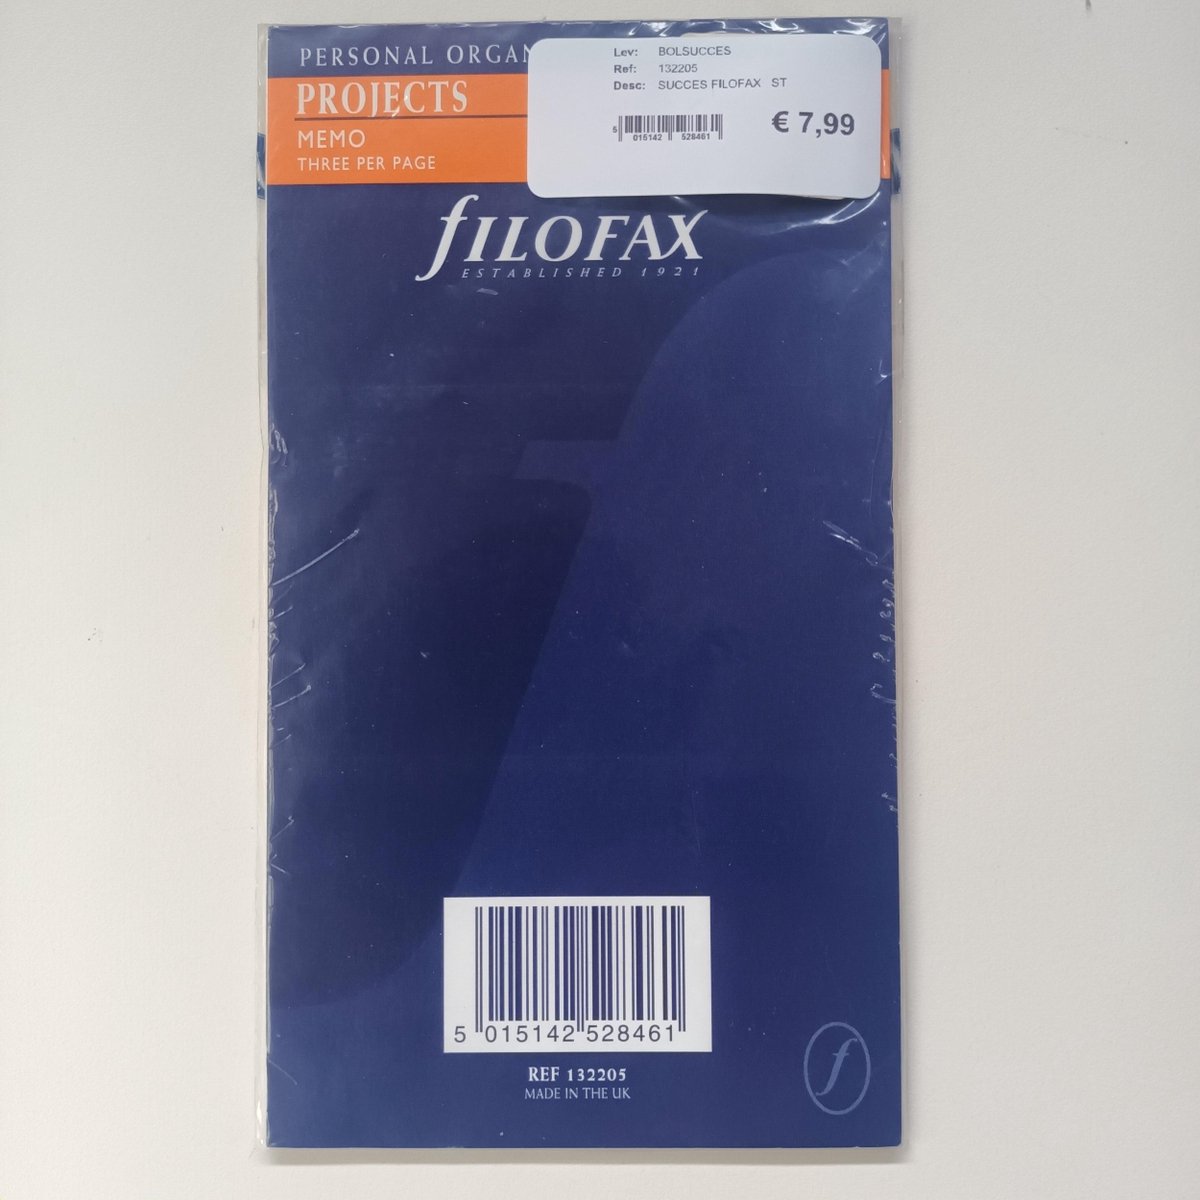 PERSONAL ORGAN
PROJECTS
MEMO
THREE PER PAGE
Lev: BOLSUCCES
Ref: 132205
Desc: SUCCES FILOFAX ST
€ 7,99
5 015142 528461
FILOFAX
ESTABLISHED 1921
5 015142 528461
REF 132205
MADE IN THE UK
f